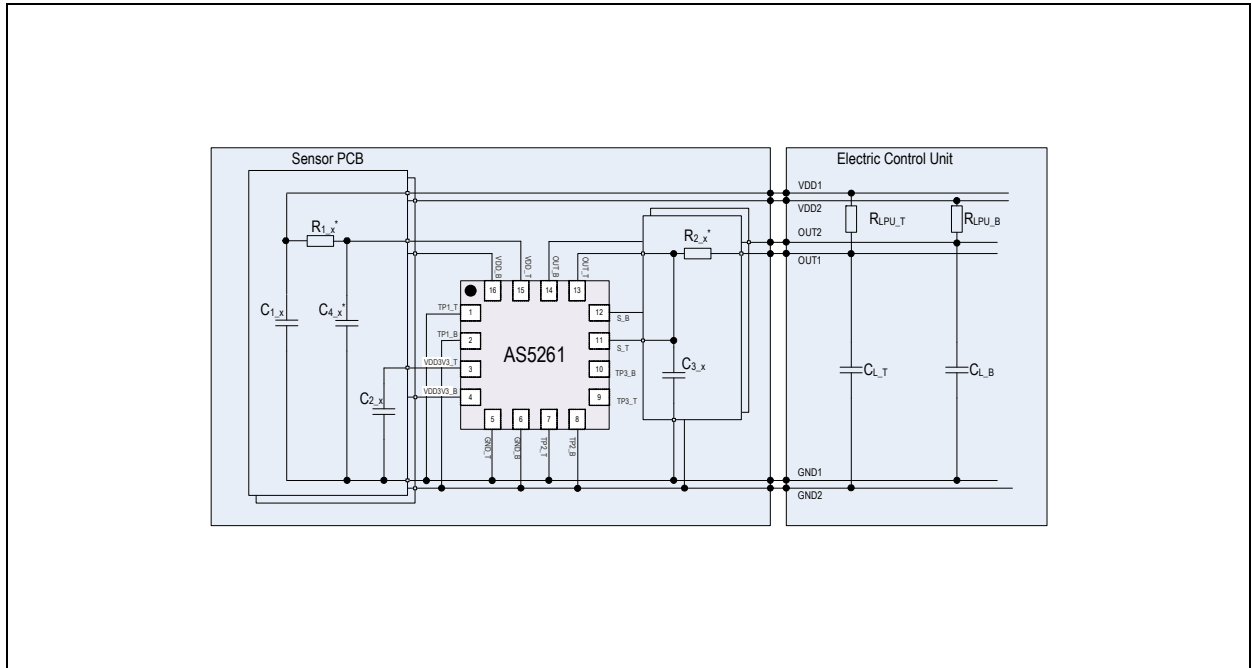 Sensor PCB
Electric Control Unit
VDD1
VDD2
R1_x*
R2_x*
RLPU_T
RLPU_B
OUT2
OUT1
VDD_B
VDD_T
OUT_B
OUT_T
16
15
14
13
C1_x
C4_x*
TP1_T
1
12
S_B
TP1_B
2
11
S_T
AS5261
VDD3V3_T
3
10
TP3_B
C3_x
CL_T
CL_B
VDD3V3_B
4
9
TP3_T
C2_x
5
6
7
8
GND_T
GND_B
TP2_T
TP2_B
GND1
GND2